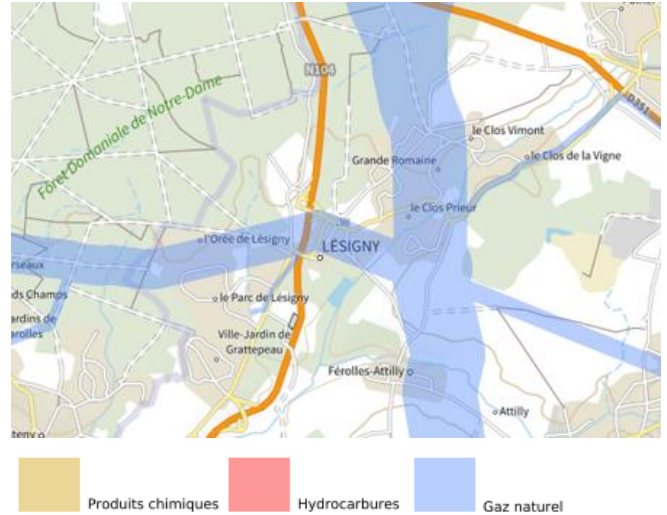 N104
D351
Forêt Domaniale de Notre-Dame
le Clos Vimont
Grande Romaine
le Clos de la Vigne
le Clos Prieur
l'Orée de Lésigny
LÉSIGNY
le Parc de Lésigny
Ville-Jardin de
Grattepeau
Férolles-Attilly
Attilly
Produits chimiques
Hydrocarbures
Gaz naturel